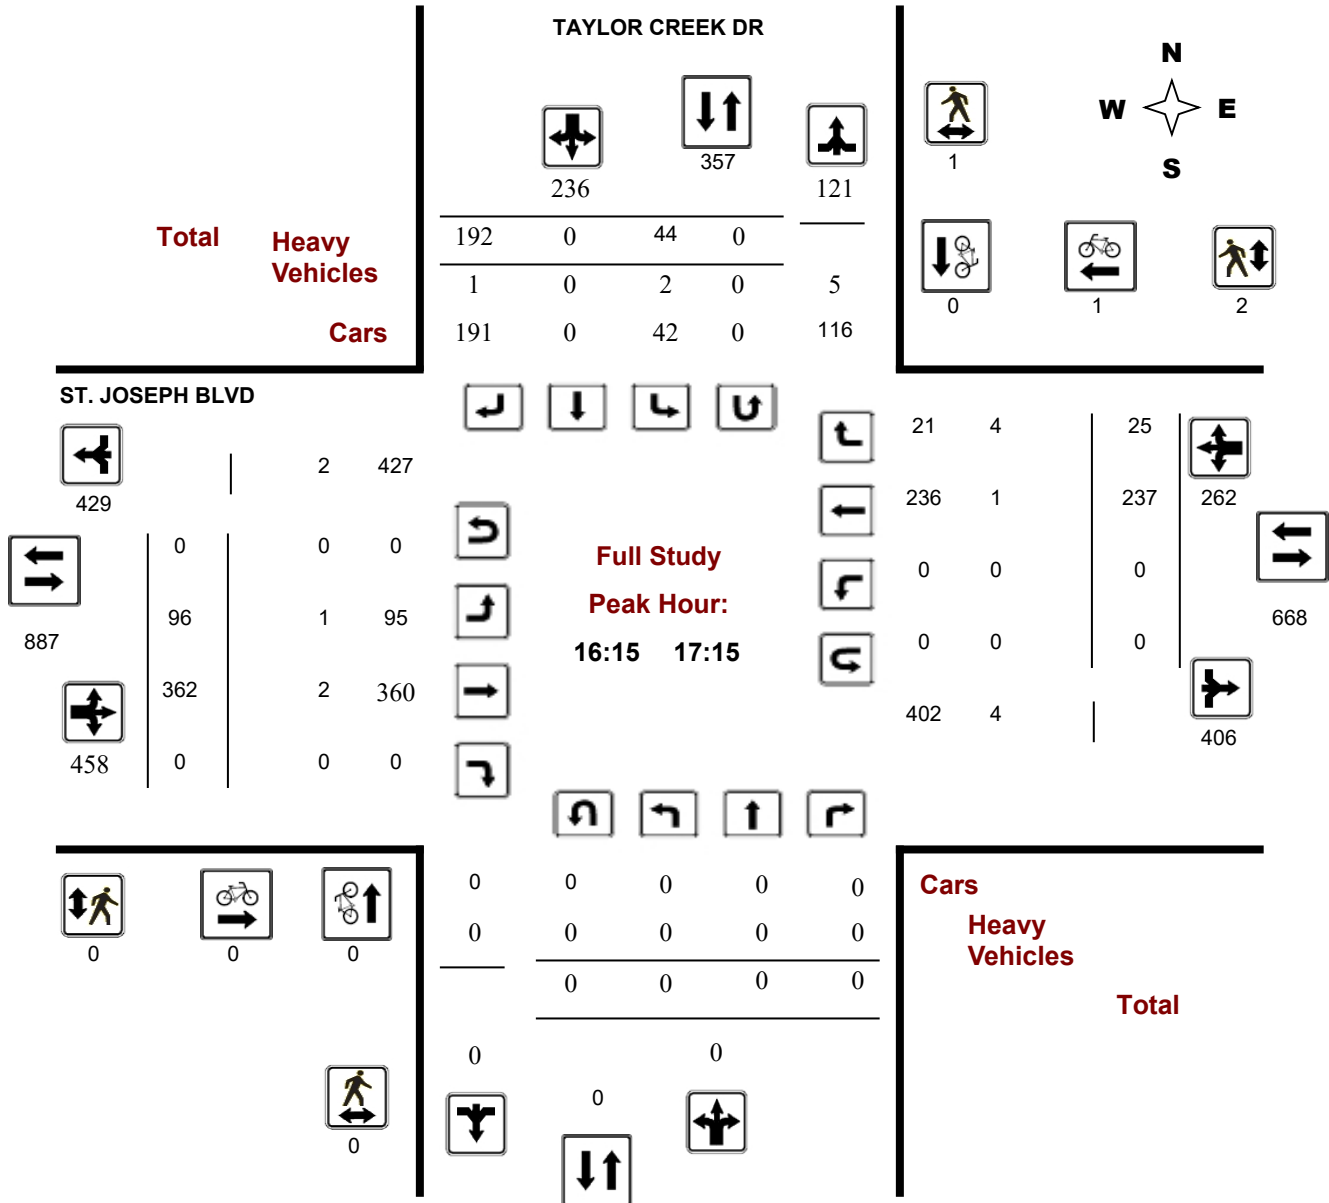 TAYLOR CREEK DR
N
W E
S
357
1
236
121
Total
Heavy
Vehicles
Cars
192 0 44 0
1 0 2 0 5
191 0 42 0 116
0 1 2
ST. JOSEPH BLVD
429
2 427
0 0 0
887
96 1 95
362 2 360
458
0 0 0
Full Study
Peak Hour:
16:15 17:15
21 4 25
236 1 237 262
0 0 0
668
0 0 0
402 4
406
0 0 0
0 0 0 0 0
0 0 0 0 0
0 0 0 0
0 0
0
0
Cars
Heavy
Vehicles
Total